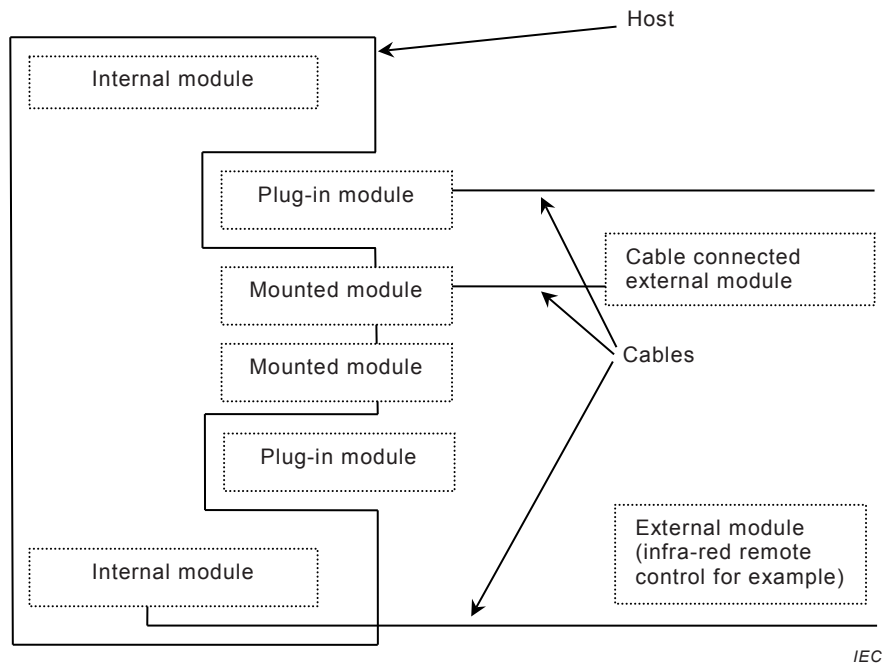 Host
Internal module
Plug-in module
Cable connected
external module
Mounted module
Mounted module
Cables
Plug-in module
External module
(infra-red remote
control for example)
Internal module
IEC